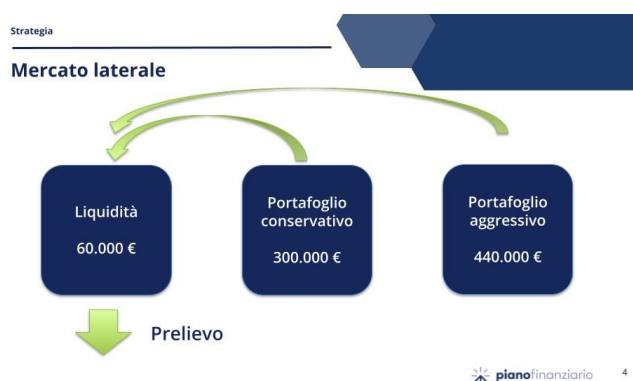 Strategia
Mercato laterale
Liquidità
60.000 €
Portafoglio
conservativo
300.000 €
Portafoglio
aggressivo
440.000 €
Prelievo
pianofinanziario
4